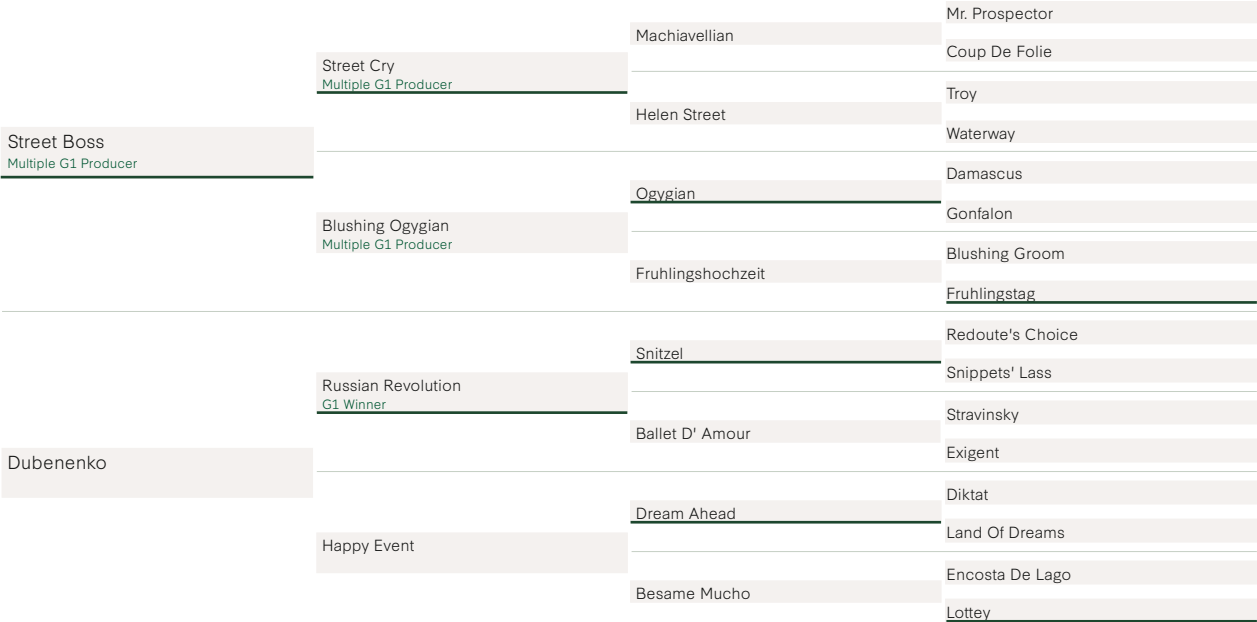 Street Boss
Multiple G1 Producer
Dubenenko
Street Cry
Multiple G1 Producer
Blushing Ogygian
Multiple G1 Producer
Russian Revolution
G1 Winner
Happy Event
Machiavellian
Helen Street
Ogygian
Fruhlingshochzeit
Snitzel
Ballet D' Amour
Dream Ahead
Besame Mucho
Mr. Prospector
Coup De Folie
Troy
Waterway
Damascus
Gonfalon
Blushing Groom
Fruhlingstag
Redoute's Choice
Snippets' Lass
Stravinsky
Exigent
Diktat
Land Of Dreams
Encosta De Lago
Lottey